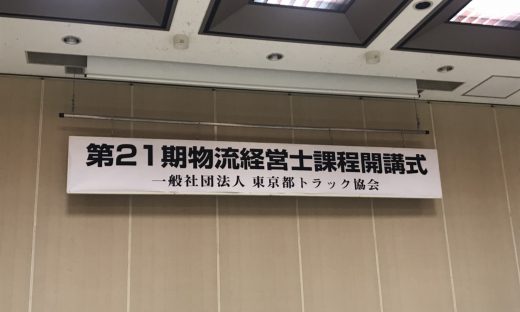 第21期物流経営士課程開講式
一般社団法人 東京都トラック協会